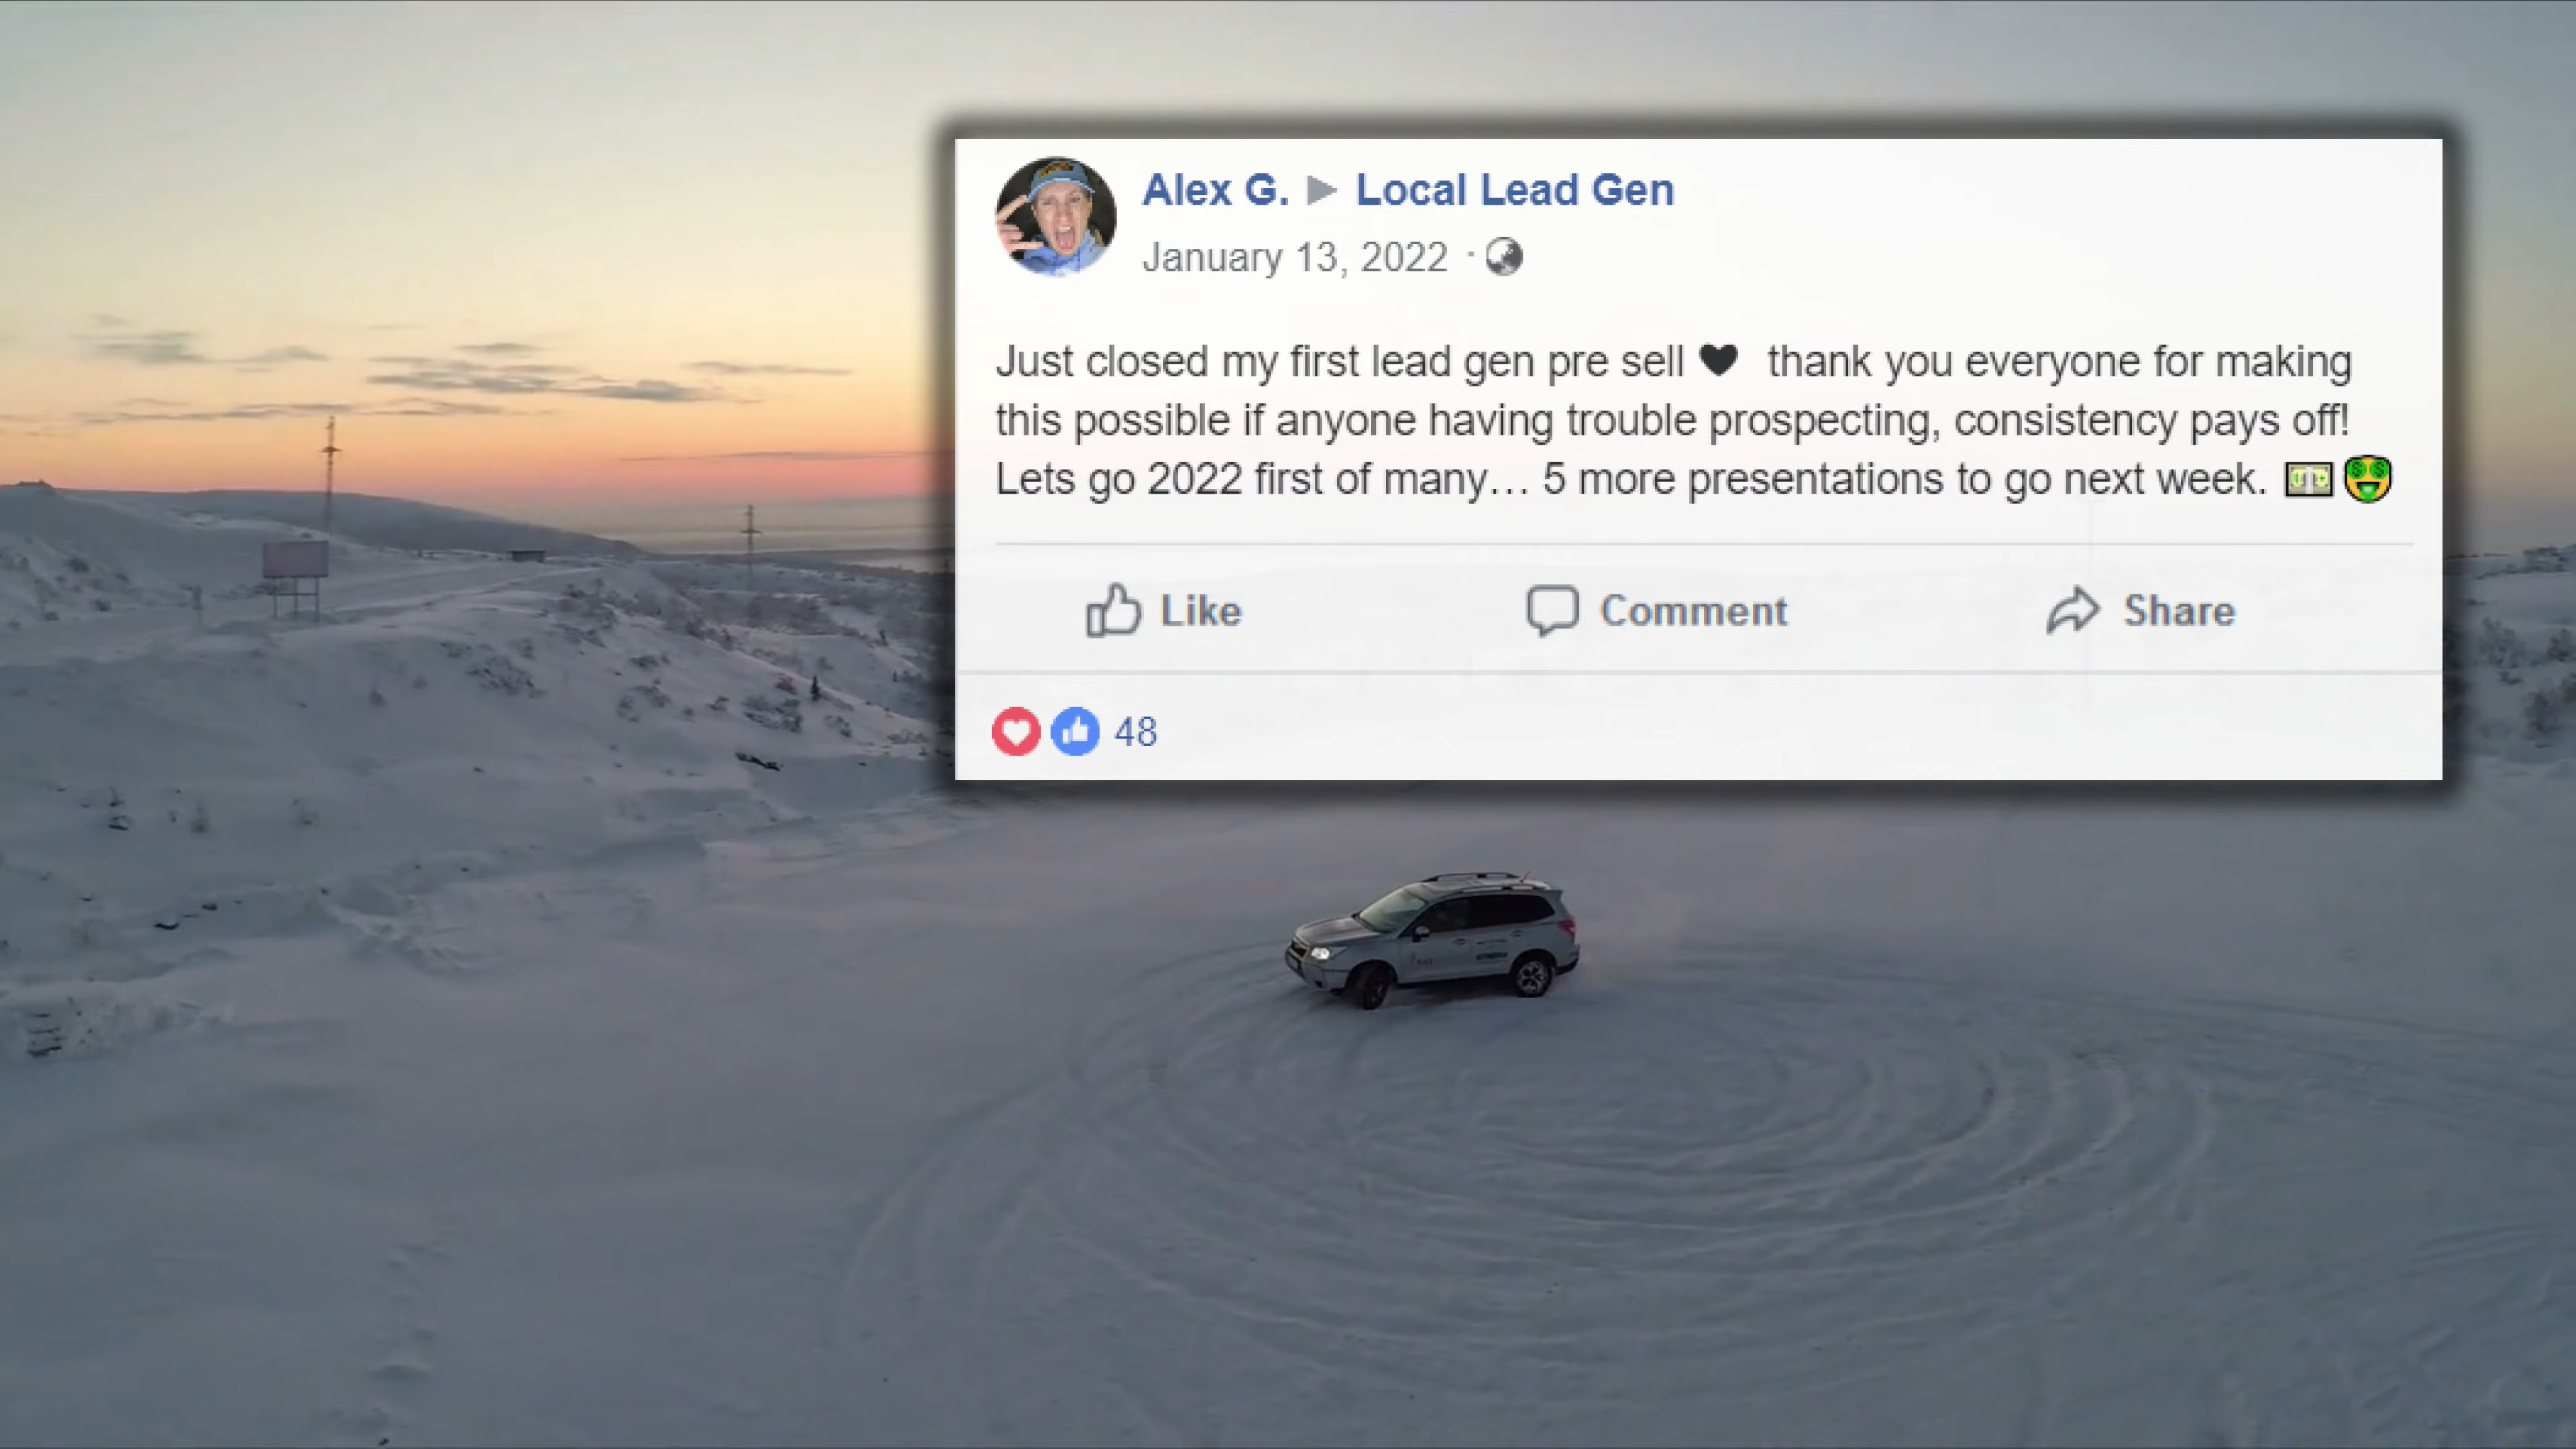 Alex G. ▶ Local Lead Gen
January 13, 2022 ·
Just closed my first lead gen pre sell 🖤 thank you everyone for making
this possible if anyone having trouble prospecting, consistency pays off!
Lets go 2022 first of many... 5 more presentations to go next week. 💵🤑
Like Comment Share
48